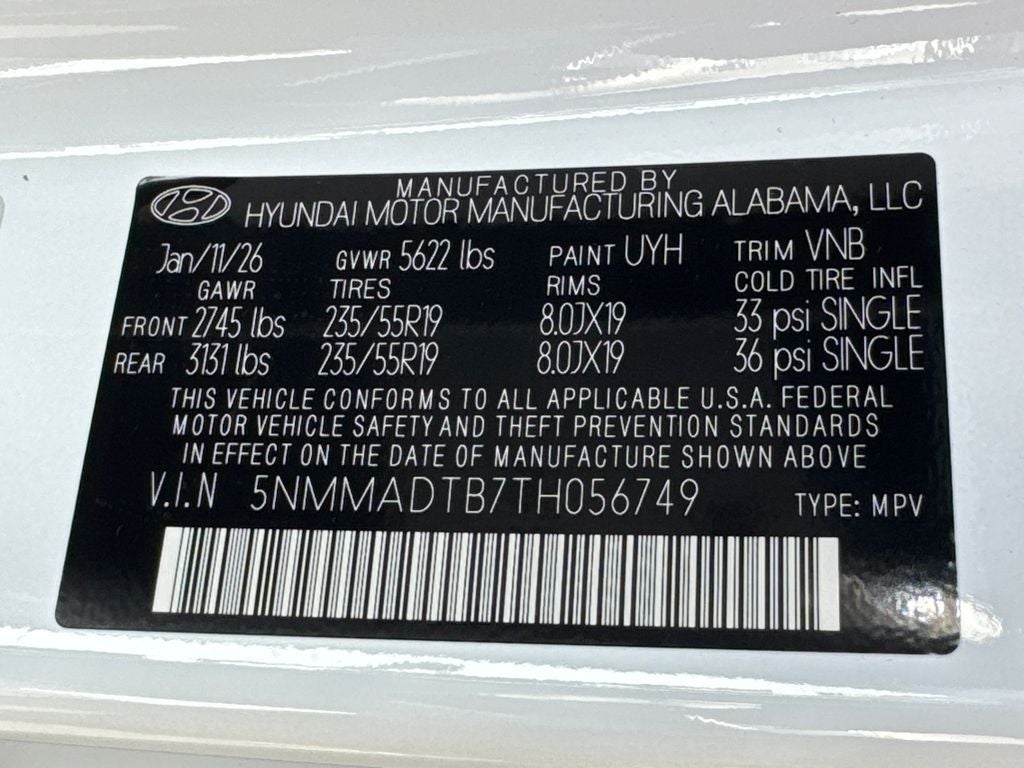 MANUFACTURED BY
HYUNDAI MOTOR MANUFACTURING ALABAMA, LLC
Jan/11/26 GVWR 5622 lbs PAINT UYH TRIM VNB
GAWR TIRES RIMS COLD TIRE INFL
FRONT 2745 lbs 235/55R19 8.0JX19 33 psi SINGLE
REAR 3131 lbs 235/55R19 8.0JX19 36 psi SINGLE
THIS VEHICLE CONFORMS TO ALL APPLICABLE U.S.A. FEDERAL
MOTOR VEHICLE SAFETY AND THEFT PREVENTION STANDARDS
IN EFFECT ON THE DATE OF MANUFACTURE SHOWN ABOVE
V.I.N 5NMMADTB7TH056749 TYPE: MPV